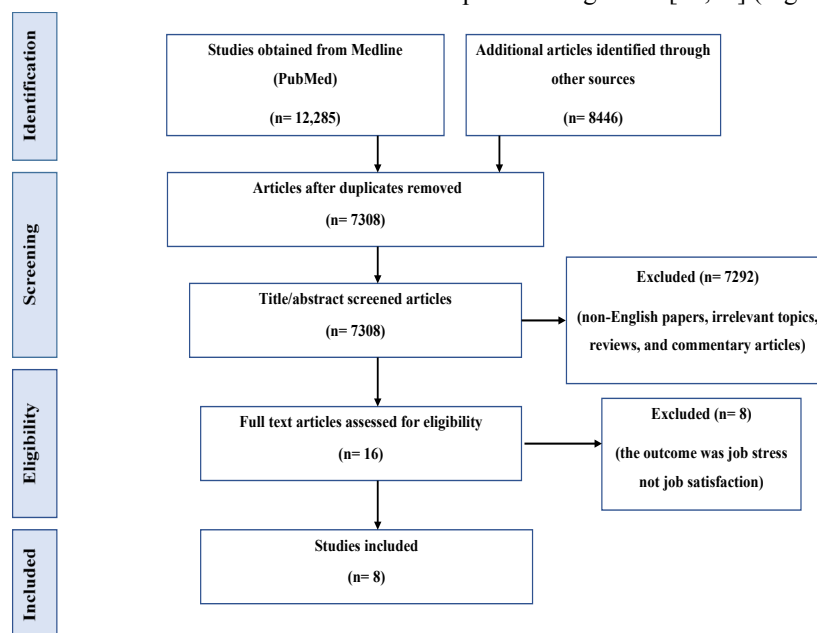 Identification
Studies obtained from Medline
(PubMed)
(n= 12,285)
Additional articles identified through
other sources
(n= 8446)
Screening
Articles after duplicates removed
(n= 7308)
Title/abstract screened articles
(n= 7308)
Excluded (n= 7292)
(non-English papers, irrelevant topics,
reviews, and commentary articles)
Eligibility
Full text articles assessed for eligibility
(n= 16)
Excluded (n= 8)
(the outcome was job stress
not job satisfaction)
Included
Studies included
(n= 8)